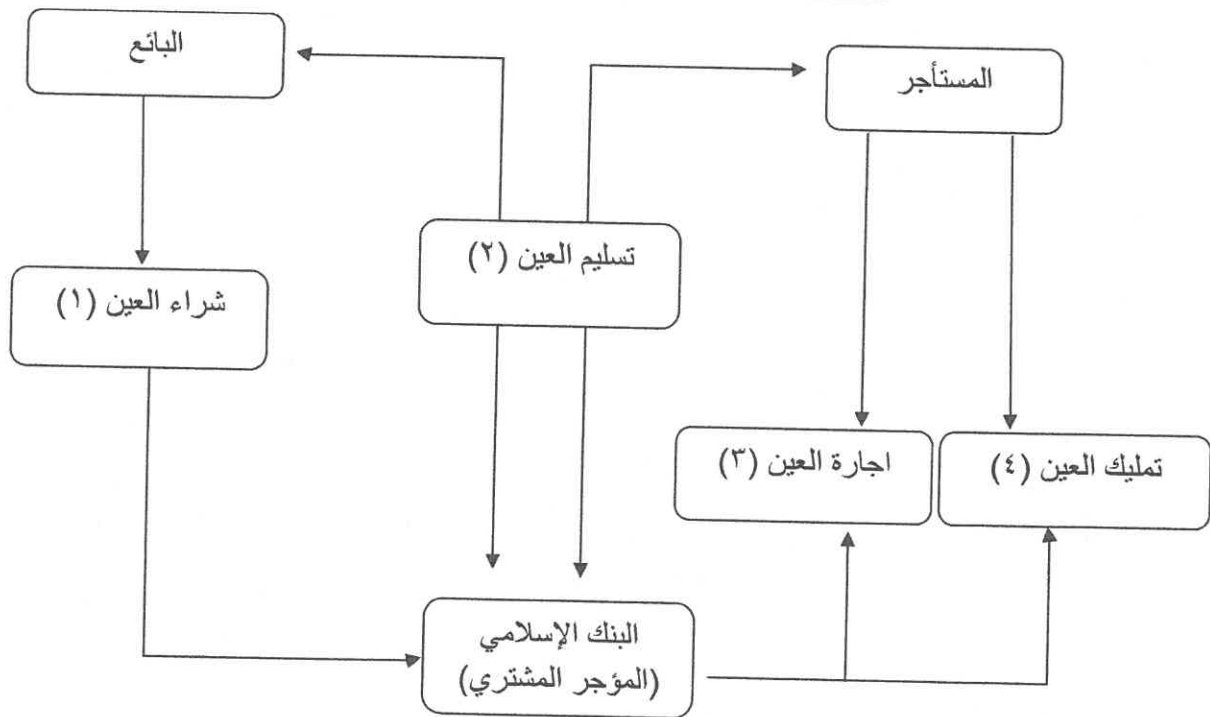 البائع
المستأجر
تسليم العين (٢)
شراء العين (١)
اجارة العين (٣)
تمليك العين (٤)
البنك الإسلامي
(المؤجر المشتري)